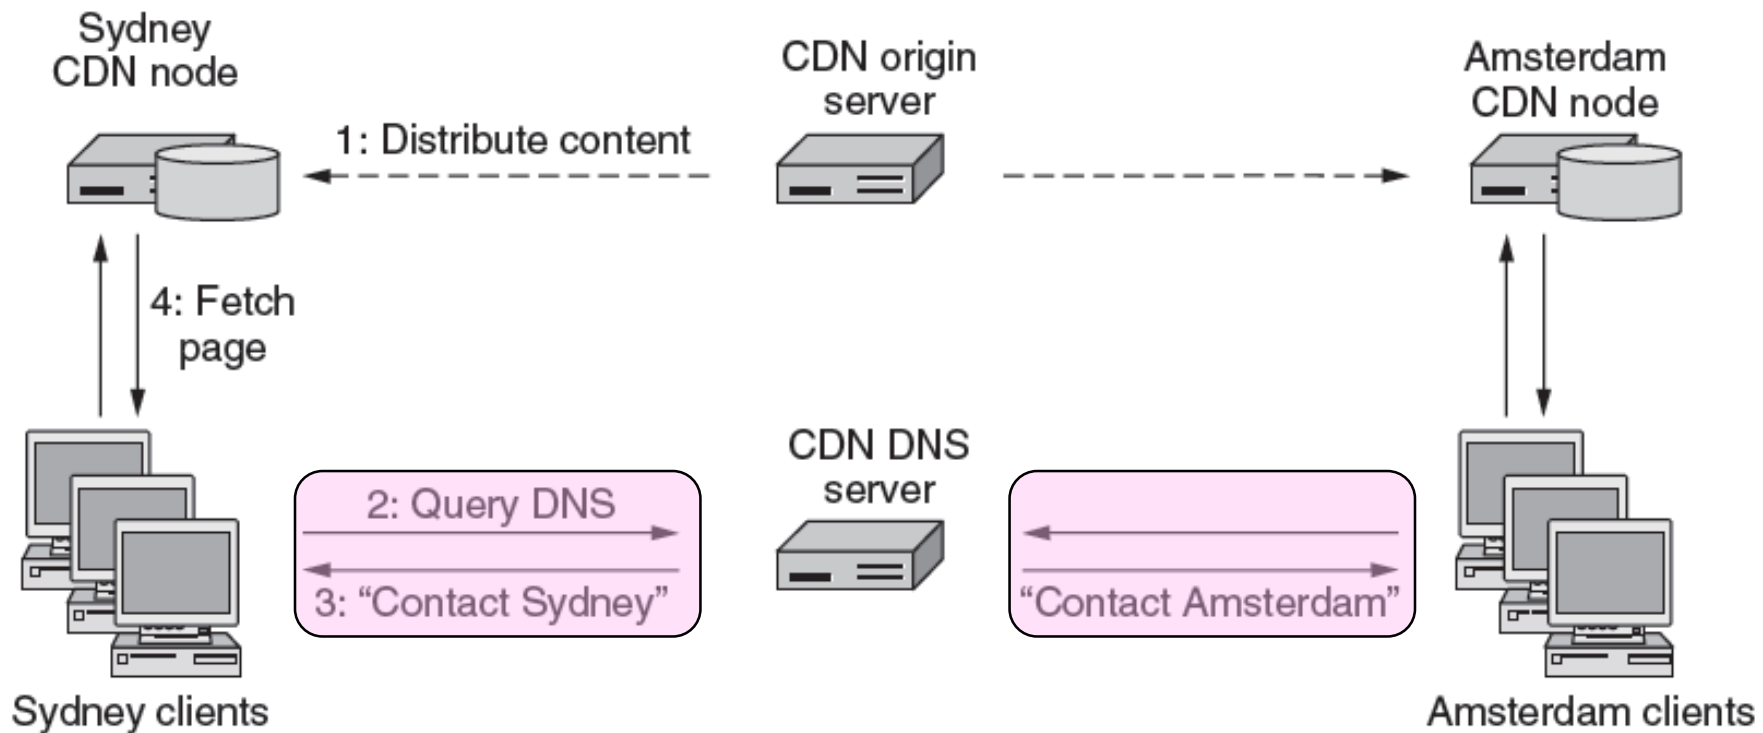 Sydney
CDN node
CDN origin
server
Amsterdam
CDN node
1: Distribute content
4: Fetch
page
CDN DNS
server
2: Query DNS
3: “Contact Sydney”
“Contact Amsterdam”
Sydney clients
Amsterdam clients